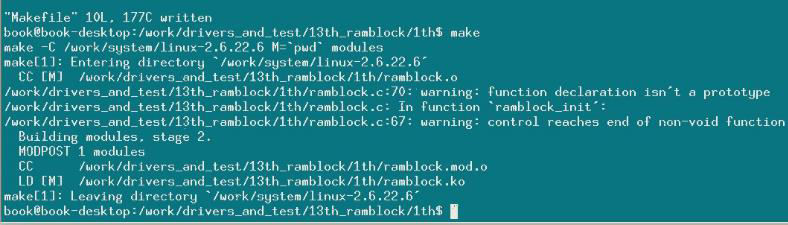 "Makefile" 10L, 177C written
book@book-desktop:/work/drivers_and_test/13th_ramblock/1th$ make
make -C /work/system/linux-2.6.22.6 M=`pwd` modules
make[1]: Entering directory `/work/system/linux-2.6.22.6'
  CC [M]  /work/drivers_and_test/13th_ramblock/1th/ramblock.o
/work/drivers_and_test/13th_ramblock/1th/ramblock.c:70: warning: function declaration isn't a prototype
/work/drivers_and_test/13th_ramblock/1th/ramblock.c: In function `ramblock_init':
/work/drivers_and_test/13th_ramblock/1th/ramblock.c:67: warning: control reaches end of non-void function
  Building modules, stage 2.
  MODPOST 1 modules
  CC      /work/drivers_and_test/13th_ramblock/1th/ramblock.mod.o
  LD [M]  /work/drivers_and_test/13th_ramblock/1th/ramblock.ko
make[1]: Leaving directory `/work/system/linux-2.6.22.6'
book@book-desktop:/work/drivers_and_test/13th_ramblock/1th$